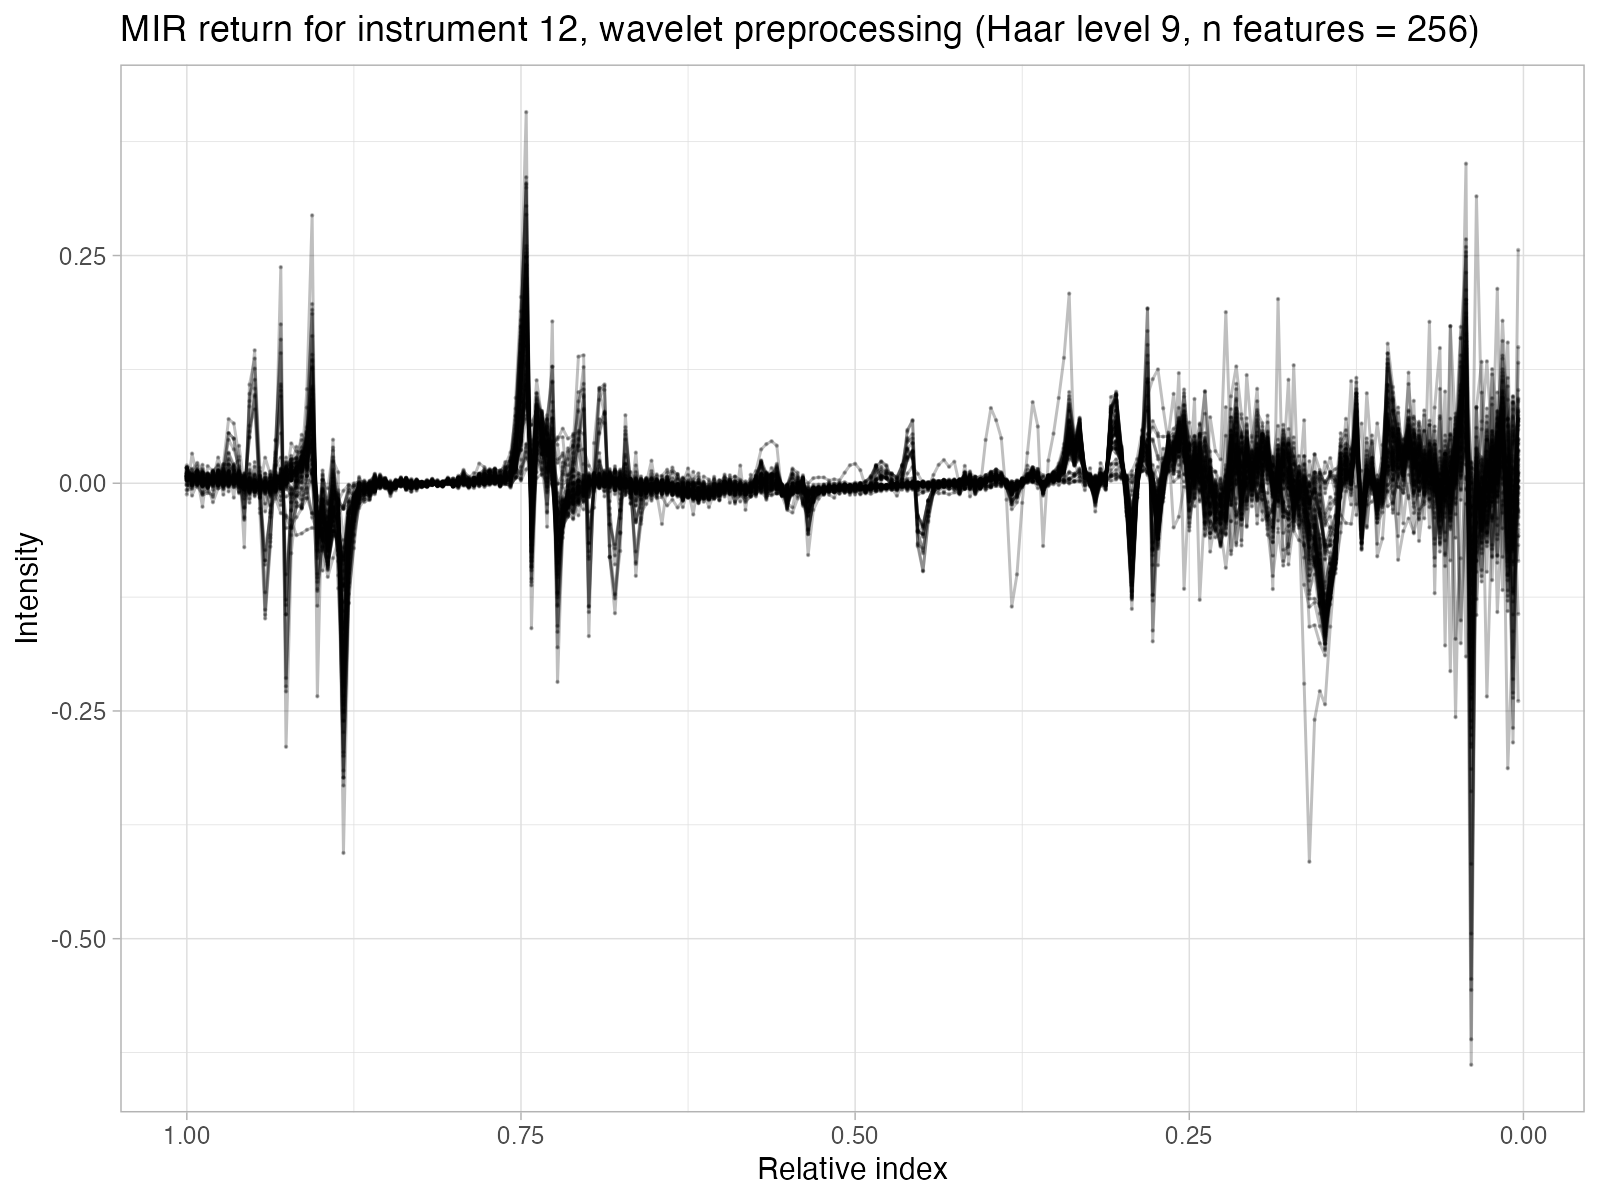 MIR return for instrument 12, wavelet preprocessing (Haar level 9, n features = 256)
Intensity
0.25
0.00
-0.25
-0.50
1.00 0.75 0.50 0.25 0.00
Relative index